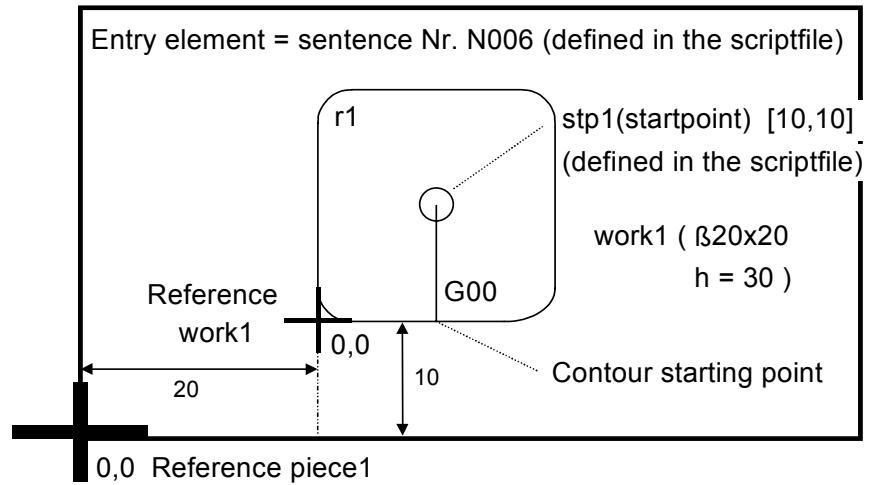 Entry element = sentence Nr. N006 (defined in the scriptfile)
r1
stp1(startpoint) [10,10]
(defined in the scriptfile)
work1 ( ß20x20
h = 30 )
G00
Reference
work1
0,0
20
10
Contour starting point
0,0 Reference piece1